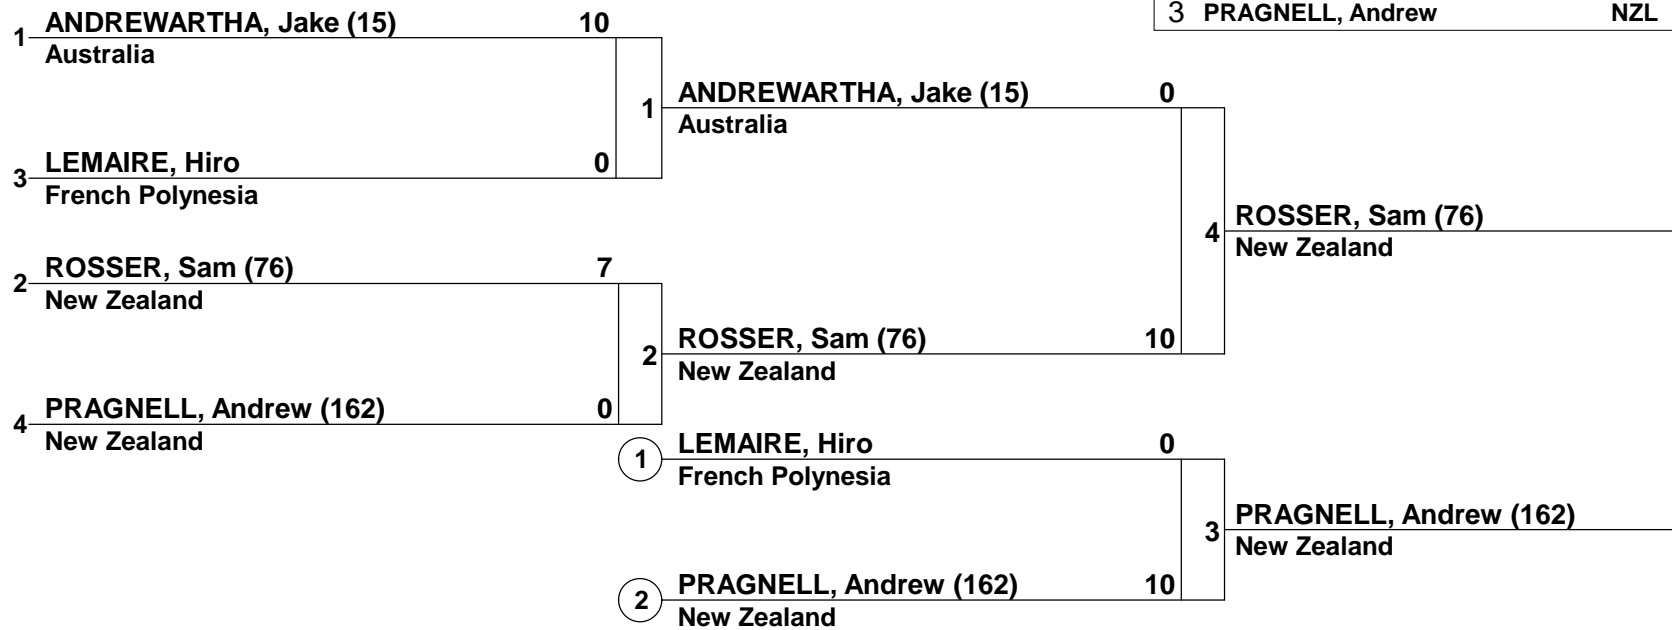 3 PRAGNELL, Andrew NZL
ANDREWARTHA, Jake (15) 10
1
Australia
ANDREWARTHA, Jake (15) 0
1
Australia
LEMAIRE, Hiro 0
3
French Polynesia
ROSSER, Sam (76)
4
New Zealand
ROSSER, Sam (76) 7
2
New Zealand
ROSSER, Sam (76) 10
2
New Zealand
PRAGNELL, Andrew (162) 0
4
New Zealand
LEMAIRE, Hiro 0
1
French Polynesia
PRAGNELL, Andrew (162)
3
New Zealand
PRAGNELL, Andrew (162) 10
2
New Zealand